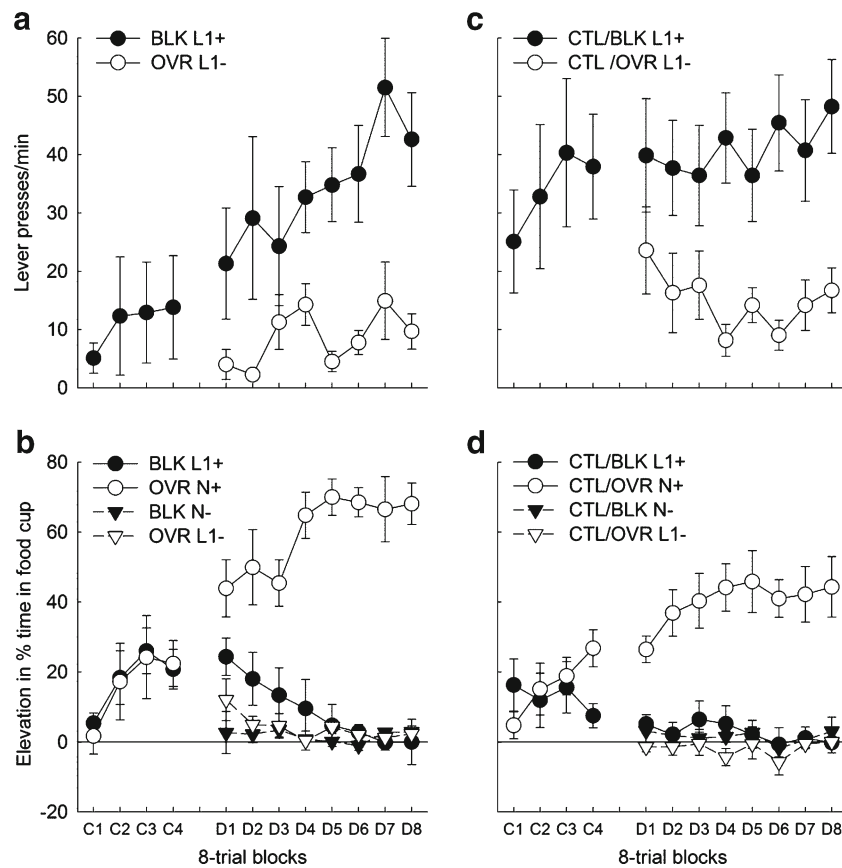 a
BLK L1+
OVR L1-
60
50
40
30
20
10
0
Lever presses/min
c
CTL/BLK L1+
CTL /OVR L1-
b
BLK L1+
OVR N+
BLK N-
OVR L1-
80
60
40
20
0
-20
Elevation in % time in food cup
C1 C2 C3 C4 D1 D2 D3 D4 D5 D6 D7 D8
8-trial blocks
d
CTL/BLK L1+
CTL/OVR N+
CTL/BLK N-
CTL/OVR L1-
C1 C2 C3 C4 D1 D2 D3 D4 D5 D6 D7 D8
8-trial blocks